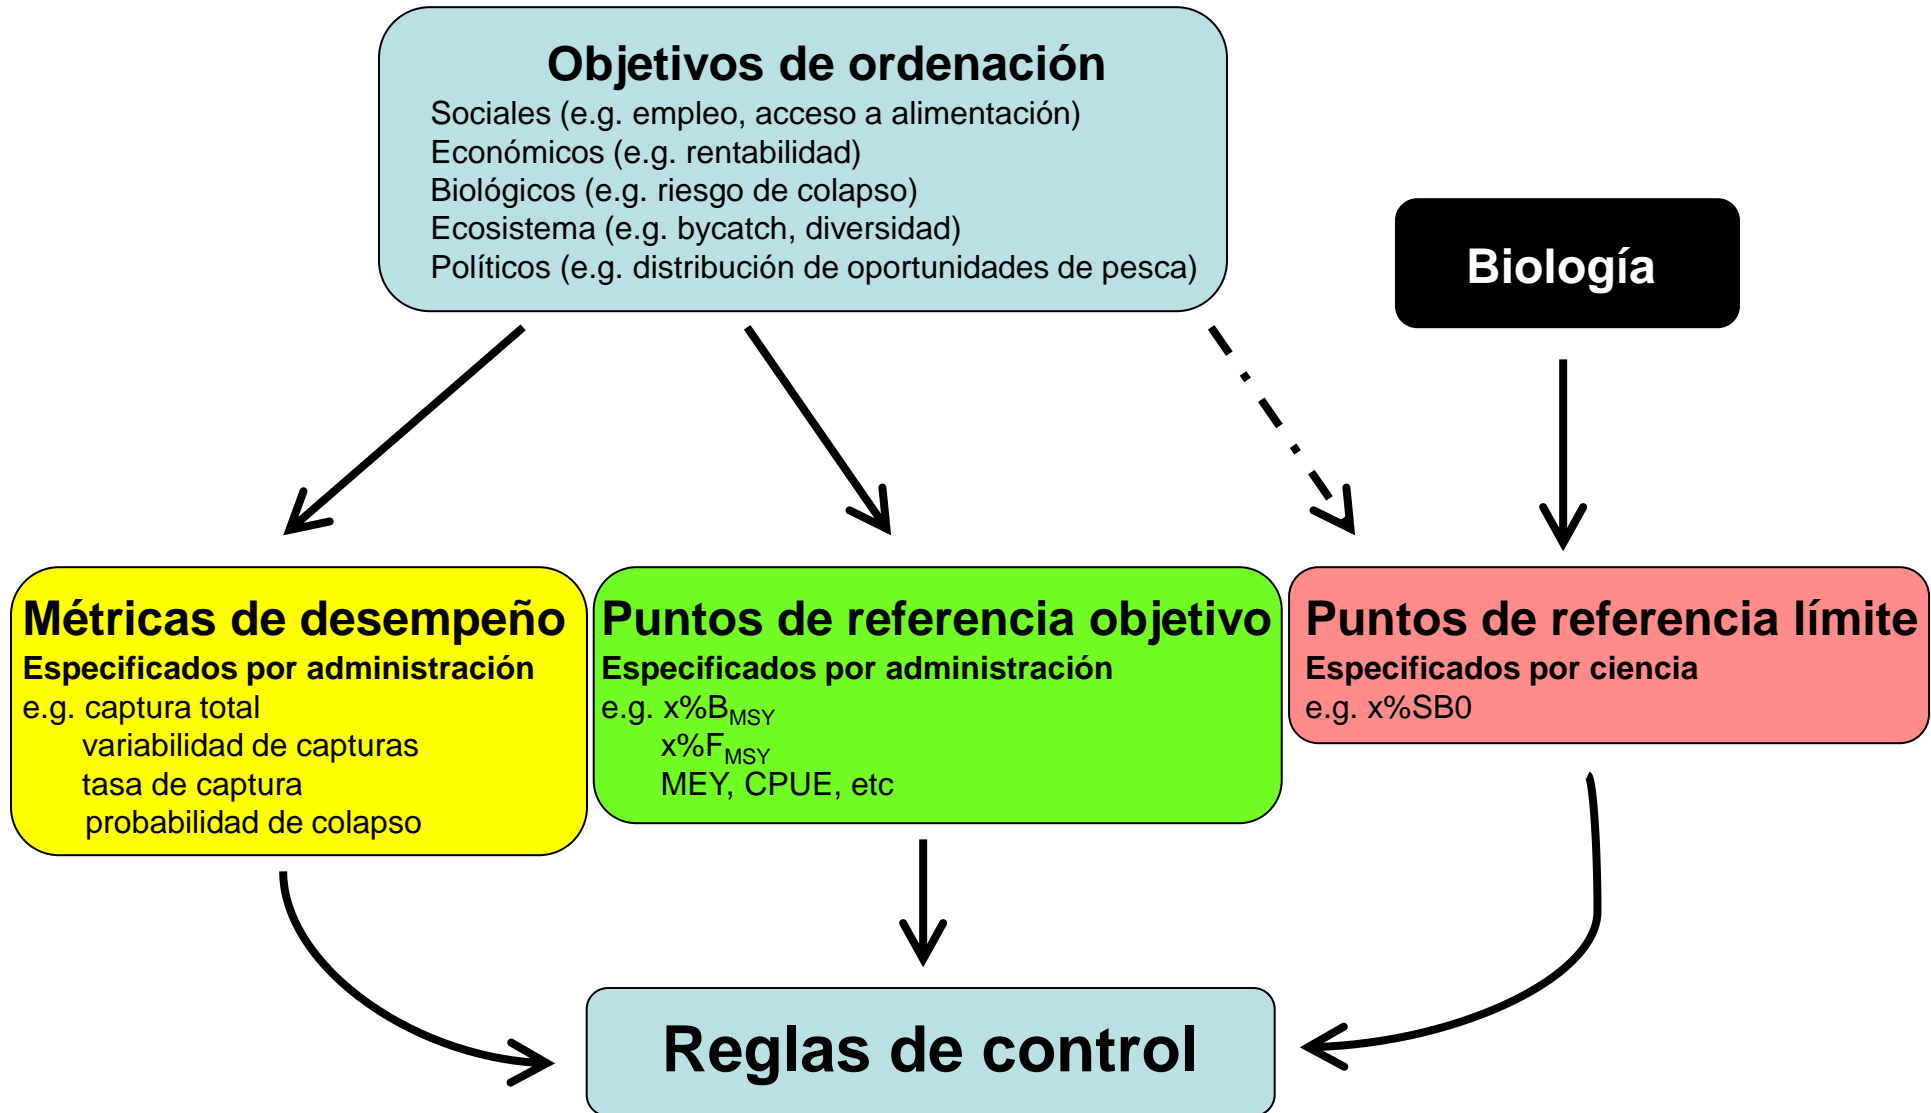 Objetivos de ordenación
Sociales (e.g. empleo, acceso a alimentación)
Económicos (e.g. rentabilidad)
Biológicos (e.g. riesgo de colapso)
Ecosistema (e.g. bycatch, diversidad)
Políticos (e.g. distribución de oportunidades de pesca)
Biología
Métricas de desempeño
Especificados por administración
e.g. captura total
variabilidad de capturas
tasa de captura
probabilidad de colapso
Puntos de referencia objetivo
Especificados por administración
e.g. x%BMSY
x%FMSY
MEY, CPUE, etc
Puntos de referencia límite
Especificados por ciencia
e.g. x%SB0
Reglas de control